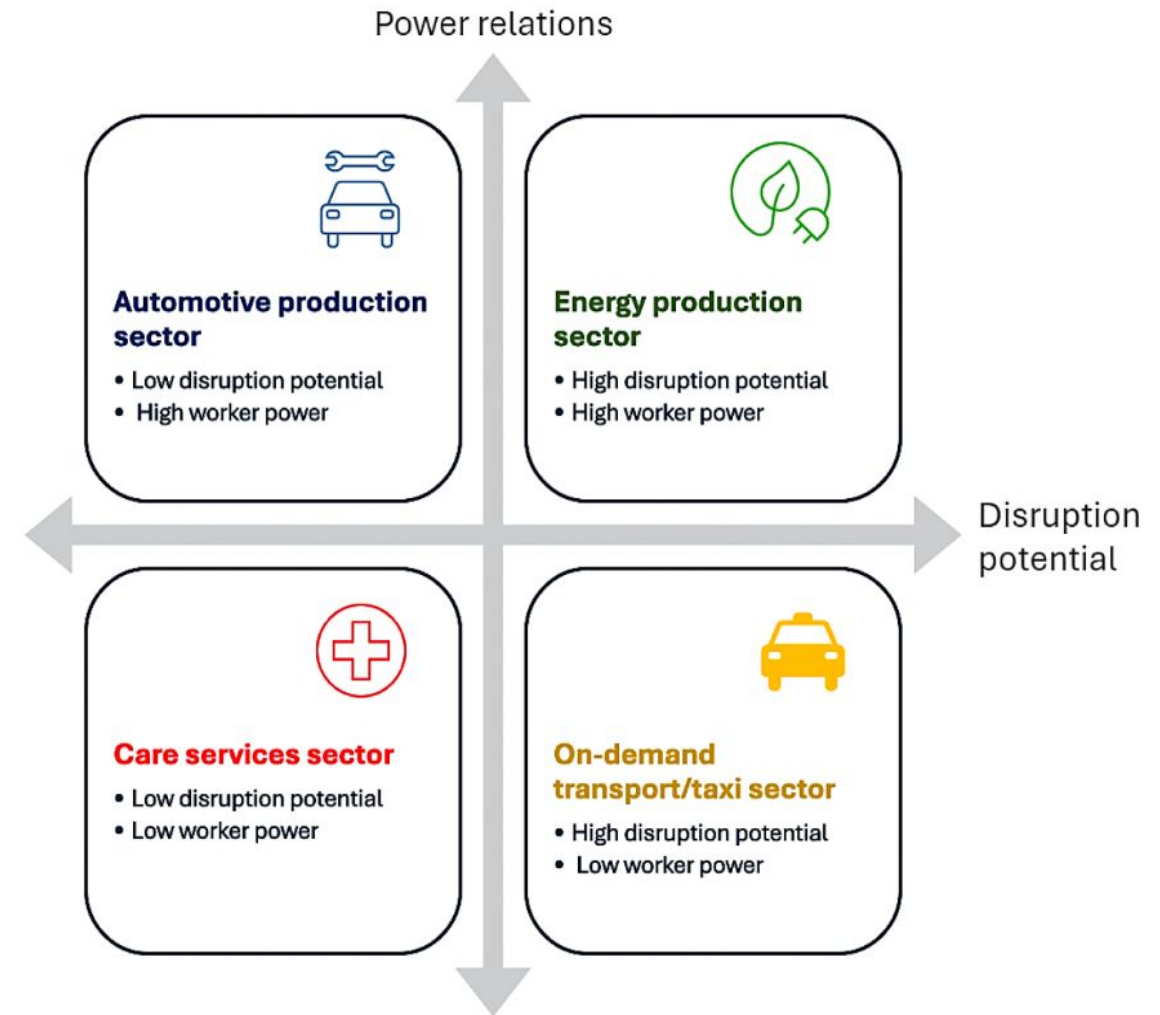 Power relations
Automotive production
sector
• Low disruption potential
• High worker power
Energy production
sector
• High disruption potential
• High worker power
Disruption
potential
Care services sector
• Low disruption potential
• Low worker power
On-demand
transport/taxi sector
• High disruption potential
• Low worker power